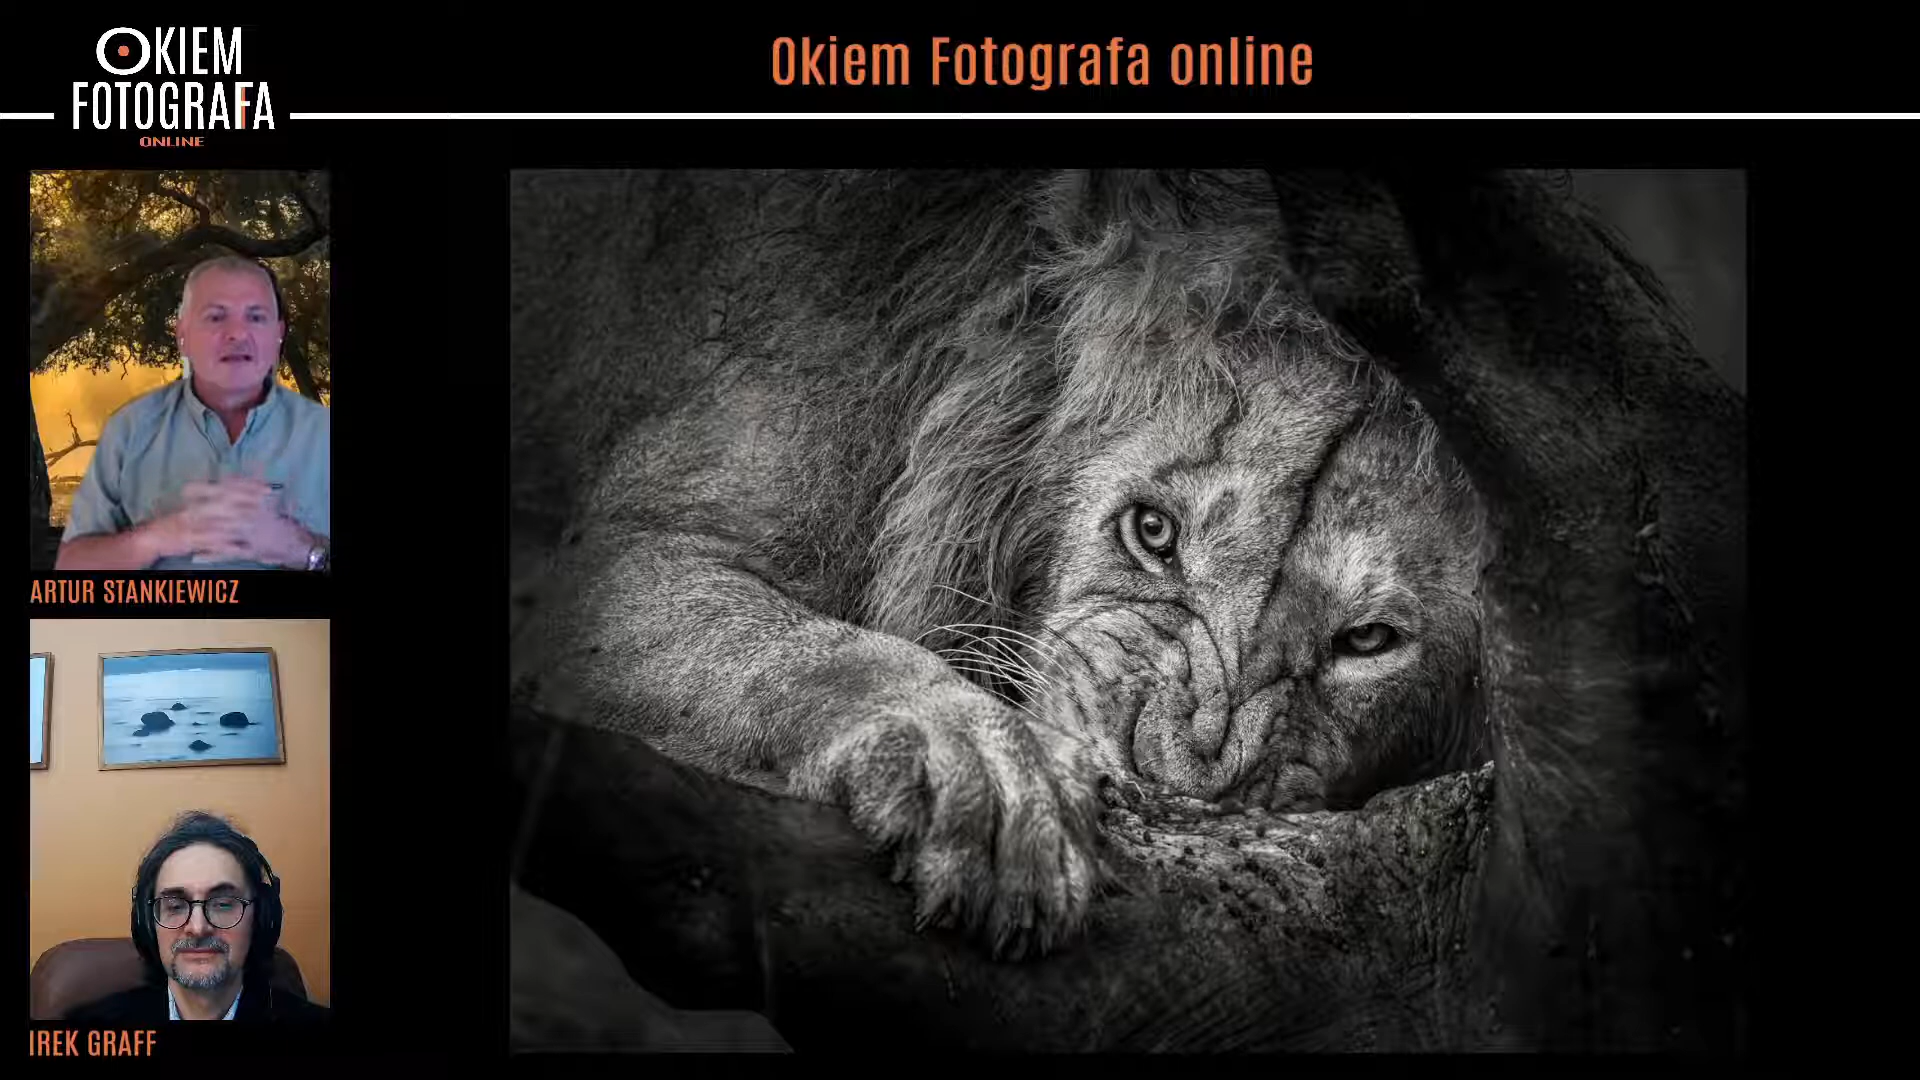 OKIEM
FOTOGRAFA
ONLINE
Okiem Fotografa online
ARTUR STANKIEWICZ
IREK GRAFF